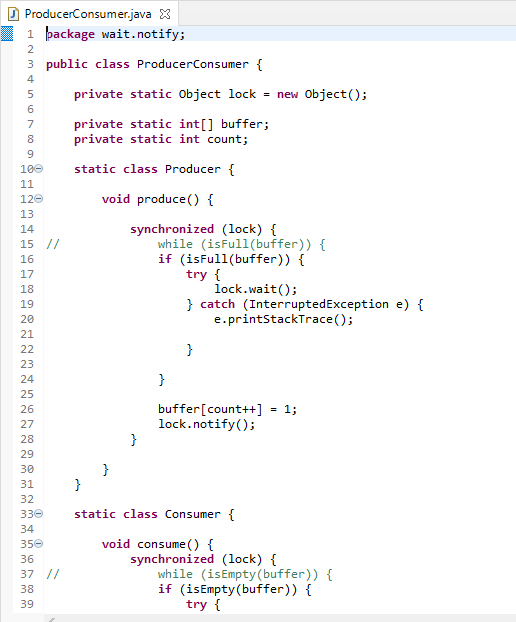 ProducerConsumer.java
1 package wait.notify;
2
3 public class ProducerConsumer {
4
5     private static Object lock = new Object();
6
7     private static int[] buffer;
8     private static int count;
9
10     static class Producer {
11
12         void produce() {
13
14             synchronized (lock) {
15 //              while (isFull(buffer)) {
16                 if (isFull(buffer)) {
17                     try {
18                         lock.wait();
19                     } catch (InterruptedException e) {
20                         e.printStackTrace();
21
22                     }
23
24                 }
25
26                 buffer[count++] = 1;
27                 lock.notify();
28             }
29
30         }
31     }
32
33     static class Consumer {
34
35         void consume() {
36             synchronized (lock) {
37 //              while (isEmpty(buffer)) {
38                 if (isEmpty(buffer)) {
39                     try {